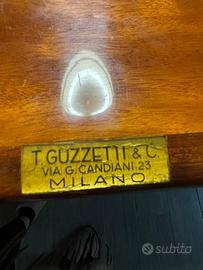 T. GUZZETTI & C.
VIA G. CANDIANI 23
MILANO
subito